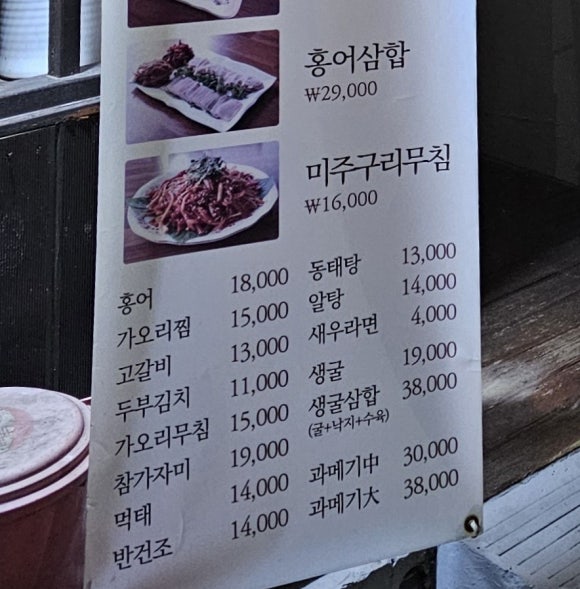 홍어삼합
₩29,000
미주구리무침
₩16,000
홍어 18,000
가오리찜 15,000
고갈비 13,000
두부김치 11,000
가오리무침 15,000
참가자미 19,000
먹태 14,000
반건조 14,000
동태탕 13,000
알탕 14,000
새우라면 4,000
생굴 19,000
생굴삼합 38,000
(굴+낙지+수육)
과메기中 30,000
과메기大 38,000